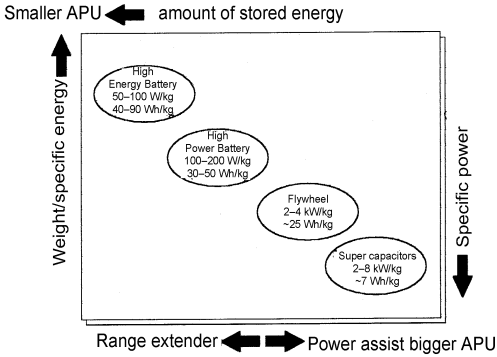 Smaller APU
amount of stored energy
Weight/specific energy
High
Energy Battery
50–100 W/kg
40–90 Wh/kg
High
Power Battery
100–200 W/kg
30–50 Wh/kg
Flywheel
2–4 kW/kg
~25 Wh/kg
Super capacitors
2–8 kW/kg
~7 Wh/kg
Specific power
Range extender
Power assist bigger APU